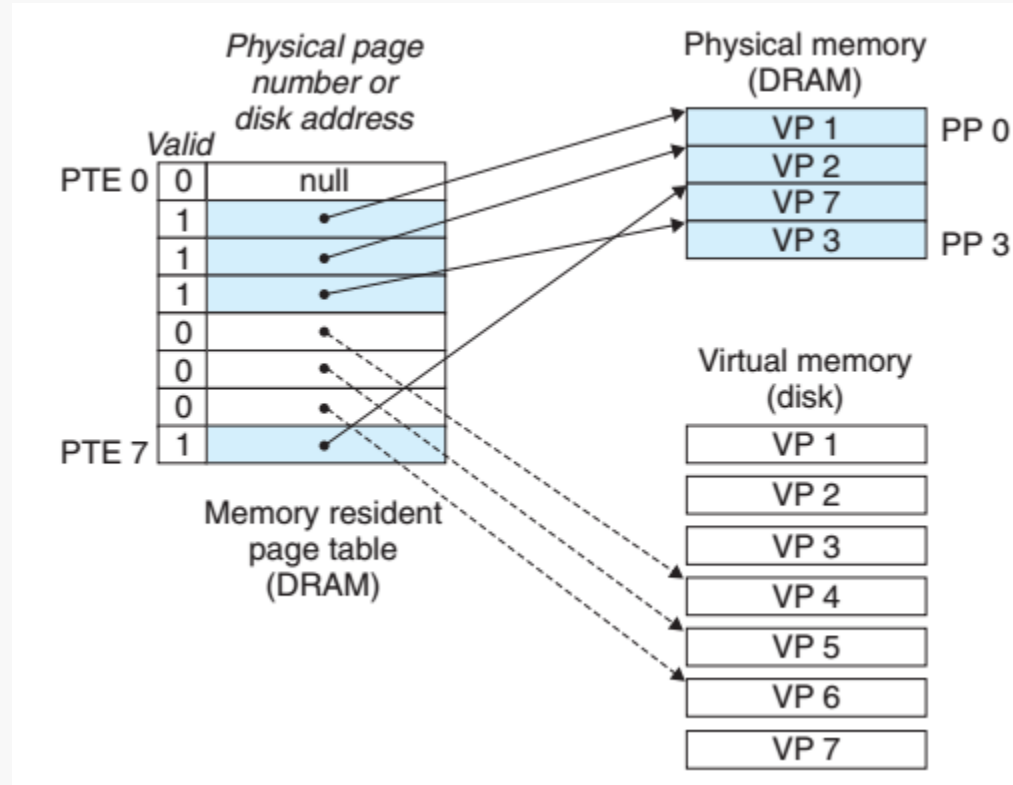 Physical page
number or
disk address
Valid
PTE 0
0
null
1
1
1
0
0
0
PTE 7
1
Memory resident
page table
(DRAM)
Physical memory
(DRAM)
VP 1
PP 0
VP 2
VP 7
VP 3
PP 3
Virtual memory
(disk)
VP 1
VP 2
VP 3
VP 4
VP 5
VP 6
VP 7